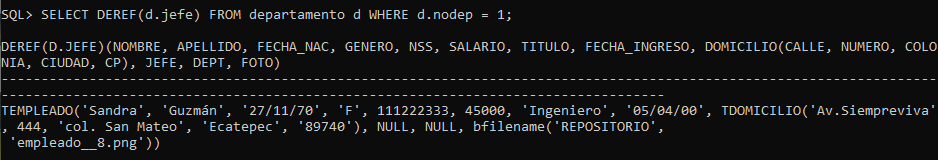 SQL> SELECT DEREF(d.jefe) FROM departamento d WHERE d.nodep = 1;
DEREF(D.JEFE)(NOMBRE, APELLIDO, FECHA_NAC, GENERO, NSS, SALARIO, TITULO, FECHA_INGRESO, DOMICILIO(CALLE, NUMERO, COLO
NIA, CIUDAD, CP), JEFE, DEPT, FOTO)
---------------------------------------------------------------------------------------------------------------------
-----------------------------------------------------------------------------------
TEMPLEADO('Sandra', 'Guzmán', '27/11/70', 'F', 111222333, 45000, 'Ingeniero', '05/04/00', TDOMICILIO('Av.Siempreviva'
, 444, 'col. San Mateo', 'Ecatepec', '89740'), NULL, NULL, bfilename('REPOSITORIO',
 'empleado__8.png'))